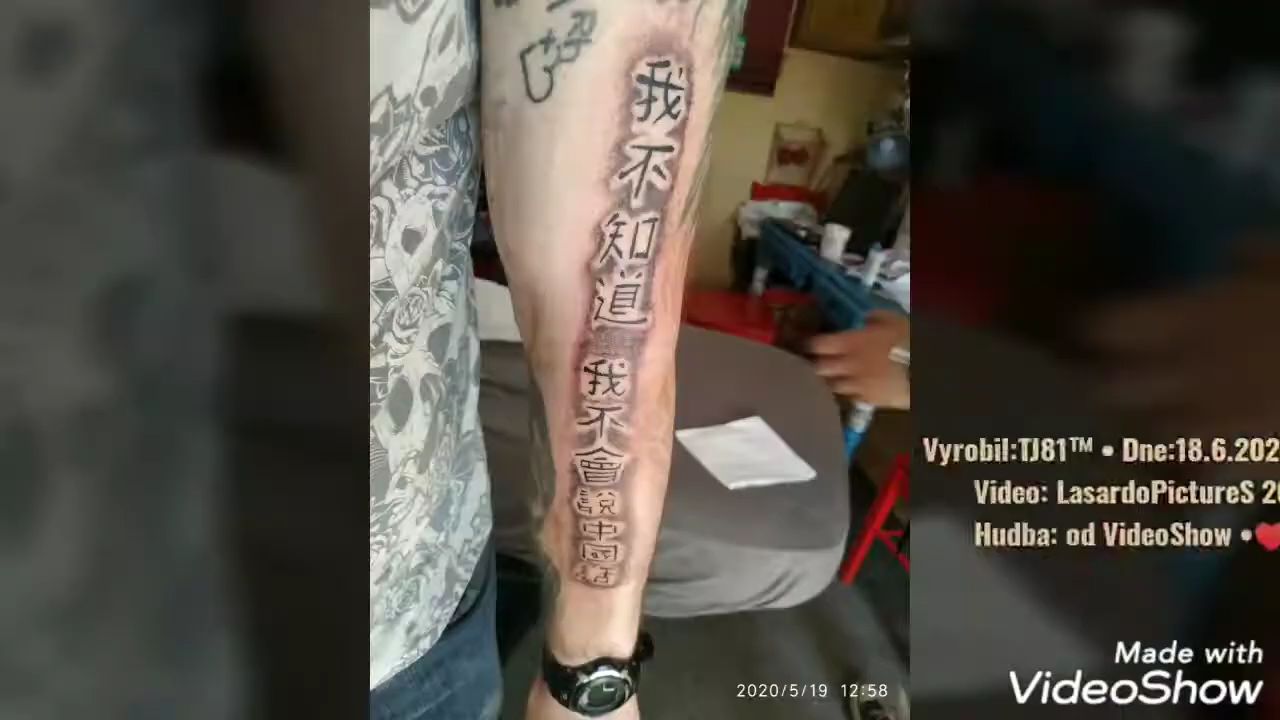 我不知道
我不會說中國話
Vyrobil:TJ81™ • Dne:18.6.202
Video: LasardoPictureS 20
Hudba: od VideoShow •❤
2020/5/19 12:58
Made with
VideoShow